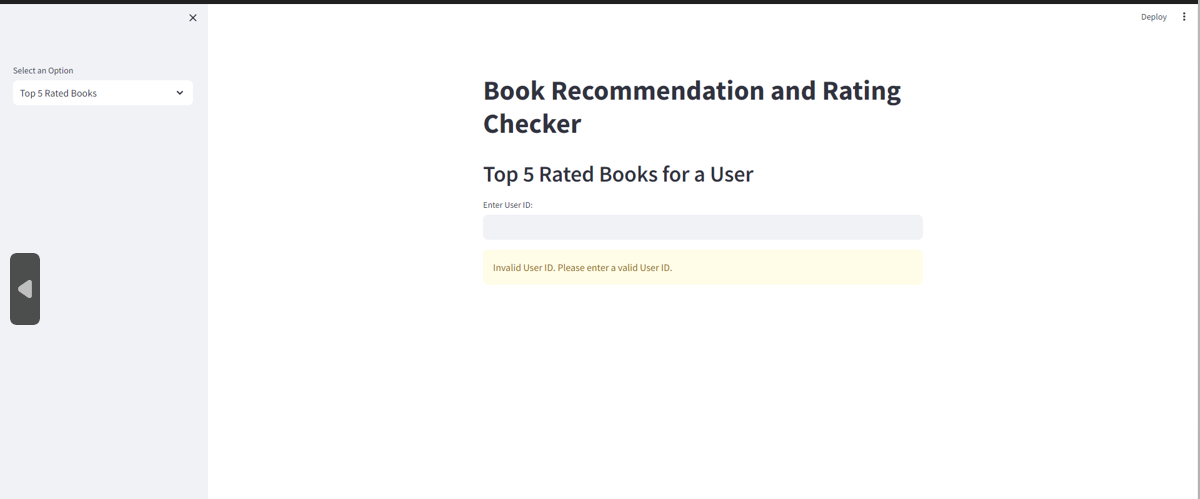 Deploy
Select an Option
Top 5 Rated Books
Book Recommendation and Rating
Checker
Top 5 Rated Books for a User
Enter User ID:
Invalid User ID. Please enter a valid User ID.